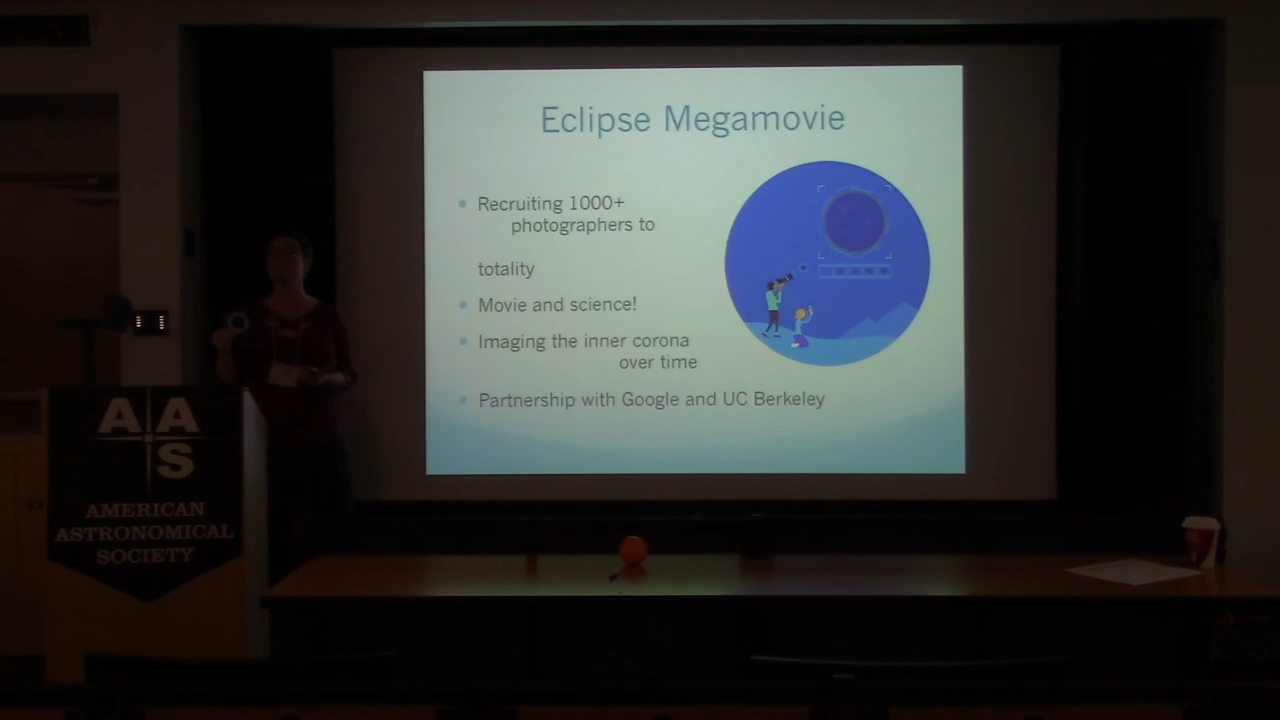 Eclipse Megamovie
Recruiting 1000+
photographers to
totality
Movie and science!
Imaging the inner corona
over time
Partnership with Google and UC Berkeley
A A
S
AMERICAN
ASTRONOMICAL
SOCIETY